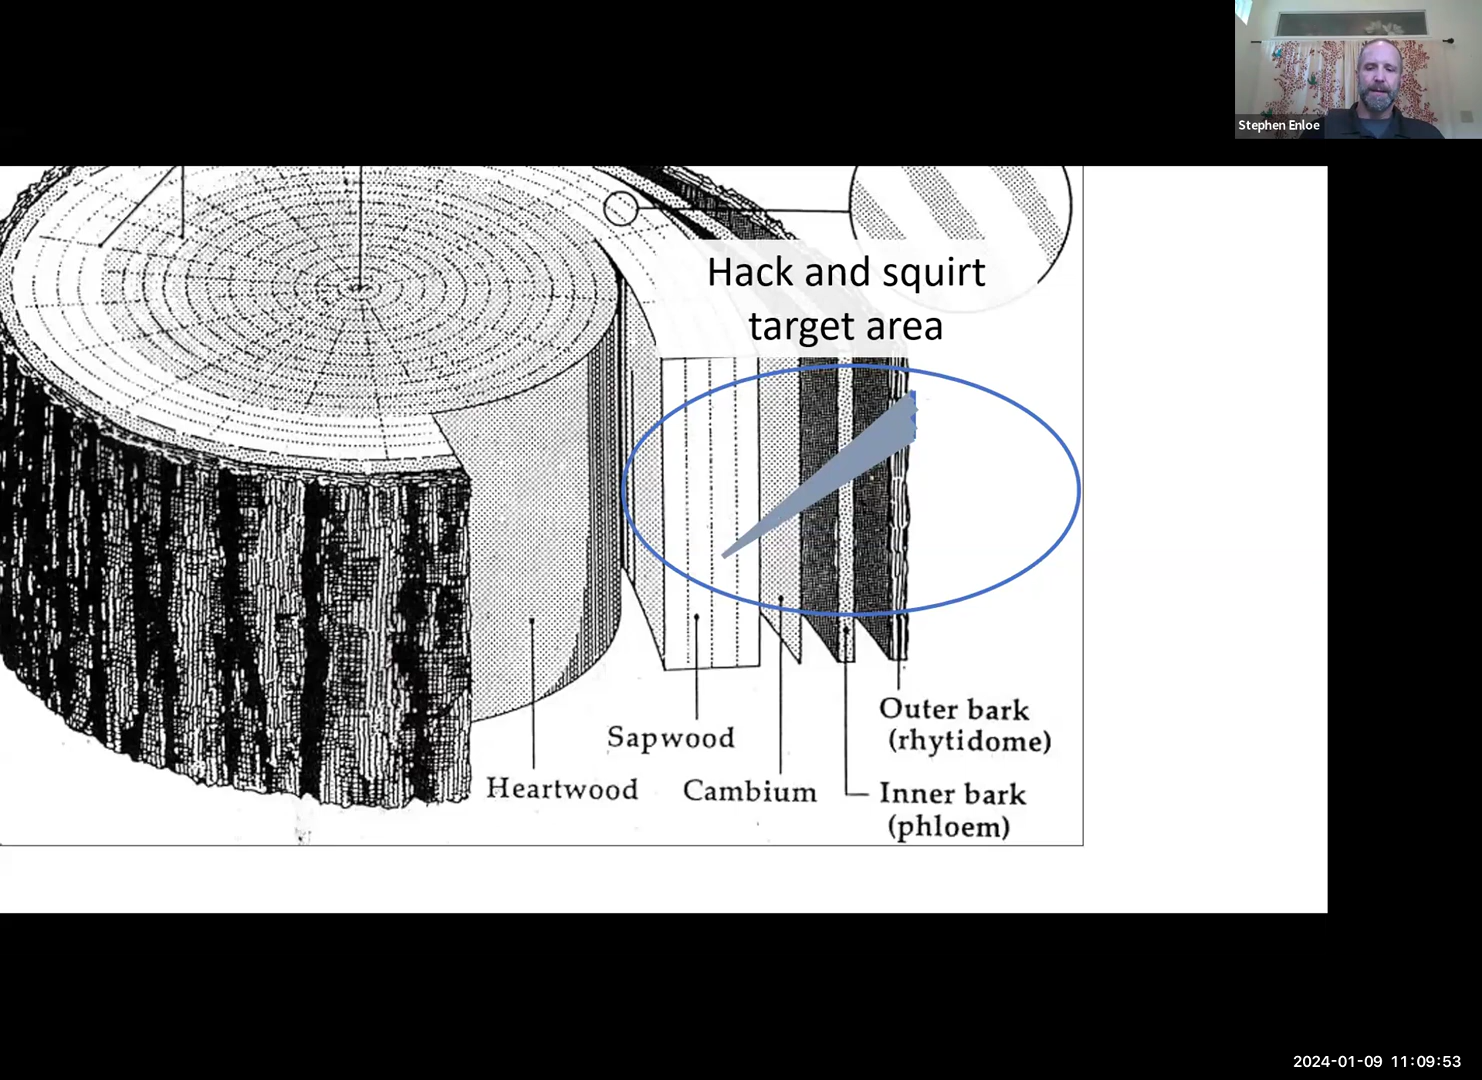 Stephen Enloe
Hack and squirt
target area
Sapwood
Heartwood
Cambium
Outer bark
(rhytidome)
Inner bark
(phloem)
2024-01-09 11:09:53